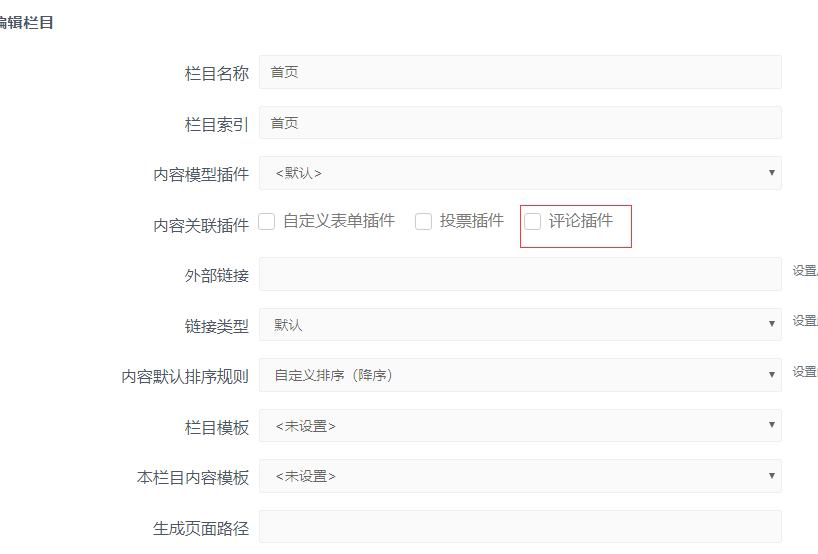 编辑栏目
栏目名称 首页
栏目索引 首页
内容模型插件 <默认>
内容关联插件 自定义表单插件 投票插件 评论插件
外部链接 设置
链接类型 默认 设置
内容默认排序规则 自定义排序（降序） 设置
栏目模板 <未设置>
本栏目内容模板 <未设置>
生成页面路径